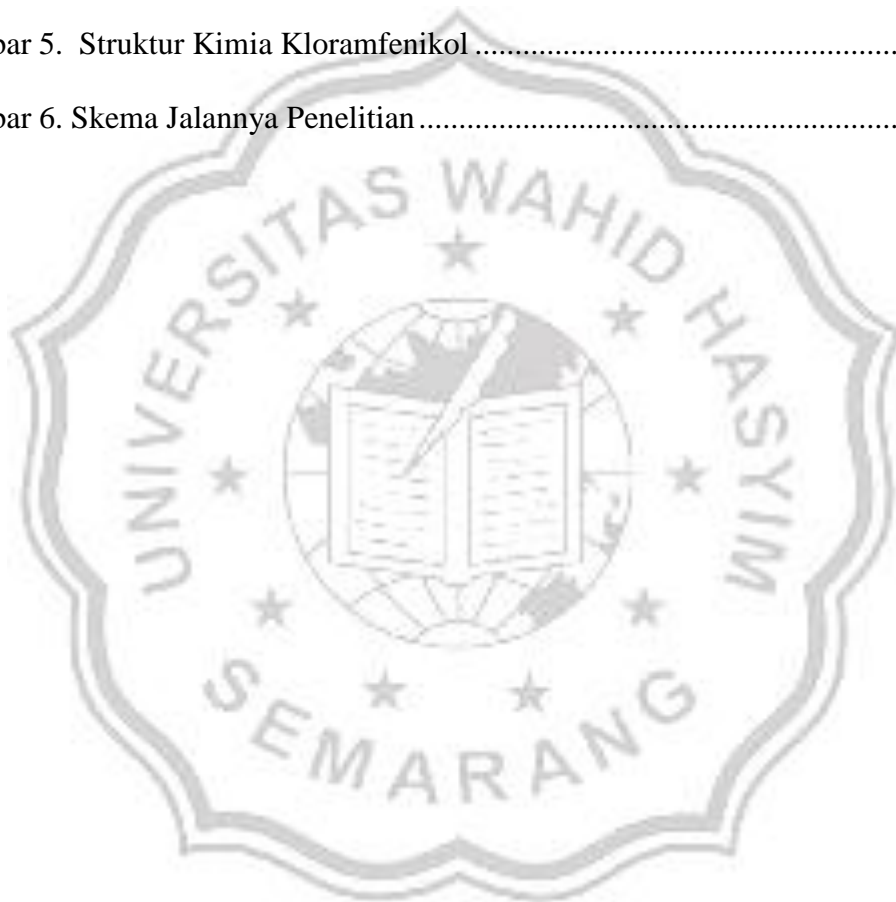 bar 5.  Struktur Kimia Kloramfenikol........................................................
bar 6. Skema Jalannya Penelitian...............................................................
UNIVERSITAS WAHID HASYIM
SEMARANG